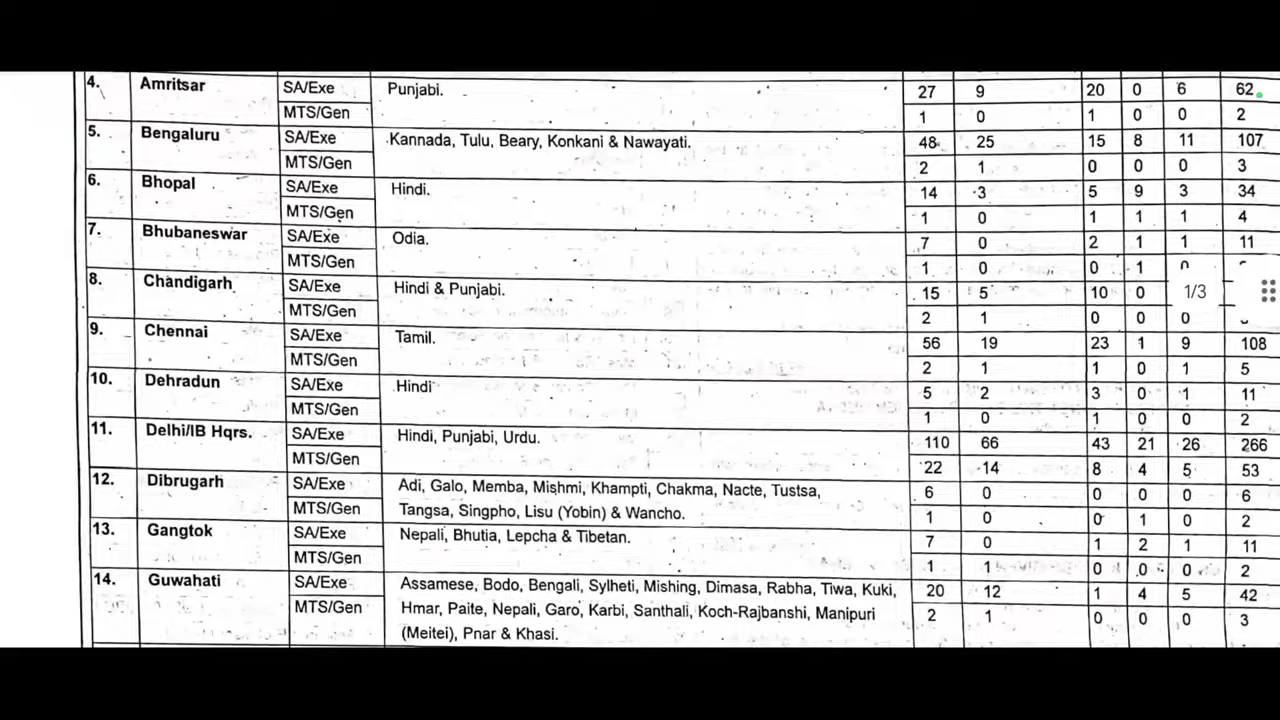 4. Amritsar SA/Exe Punjabi. 27 9 20 0 6 62
MTS/Gen 1 0 1 0 0 2
5. Bengaluru SA/Exe Kannada, Tulu, Beary, Konkani & Nawayati. 48 25 15 8 11 107
MTS/Gen 2 1 0 0 0 3
6. Bhopal SA/Exe Hindi. 14 3 5 9 3 34
MTS/Gen 1 0 1 1 1 4
7. Bhubaneswar SA/Exe Odia. 7 0 2 1 1 11
MTS/Gen 1 0 0 1
8. Chandigarh SA/Exe Hindi & Punjabi. 15 5 10 0 1/3
MTS/Gen 2 1 0 0 0
9. Chennai SA/Exe Tamil. 56 19 23 1 9 108
MTS/Gen 2 1 1 0 1 5
10. Dehradun SA/Exe Hindi 5 2 3 0 1 11
MTS/Gen 1 0 1 0 0 2
11. Delhi/IB Hqrs. SA/Exe Hindi, Punjabi, Urdu. 110 66 43 21 26 266
MTS/Gen 22 14 8 4 5 53
12. Dibrugarh SA/Exe Adi, Galo, Memba, Mishmi, Khampti, Chakma, Nacte, Tustsa, 6 0 0 0 0 6
MTS/Gen Tangsa, Singpho, Lisu (Yobin) & Wancho. 1 0 0 1 0 2
13. Gangtok SA/Exe Nepali, Bhutia, Lepcha & Tibetan. 7 0 1 2 1 11
MTS/Gen 1 1 0 0 0 2
14. Guwahati SA/Exe Assamese, Bodo, Bengali, Sylheti, Mishing, Dimasa, Rabha, Tiwa, Kuki, 20 12 1 4 5 42
MTS/Gen Hmar, Paite, Nepali, Garo, Karbi, Santhali, Koch-Rajbanshi, Manipuri 2 1 0 0 0 3
(Meitei), Pnar & Khasi.